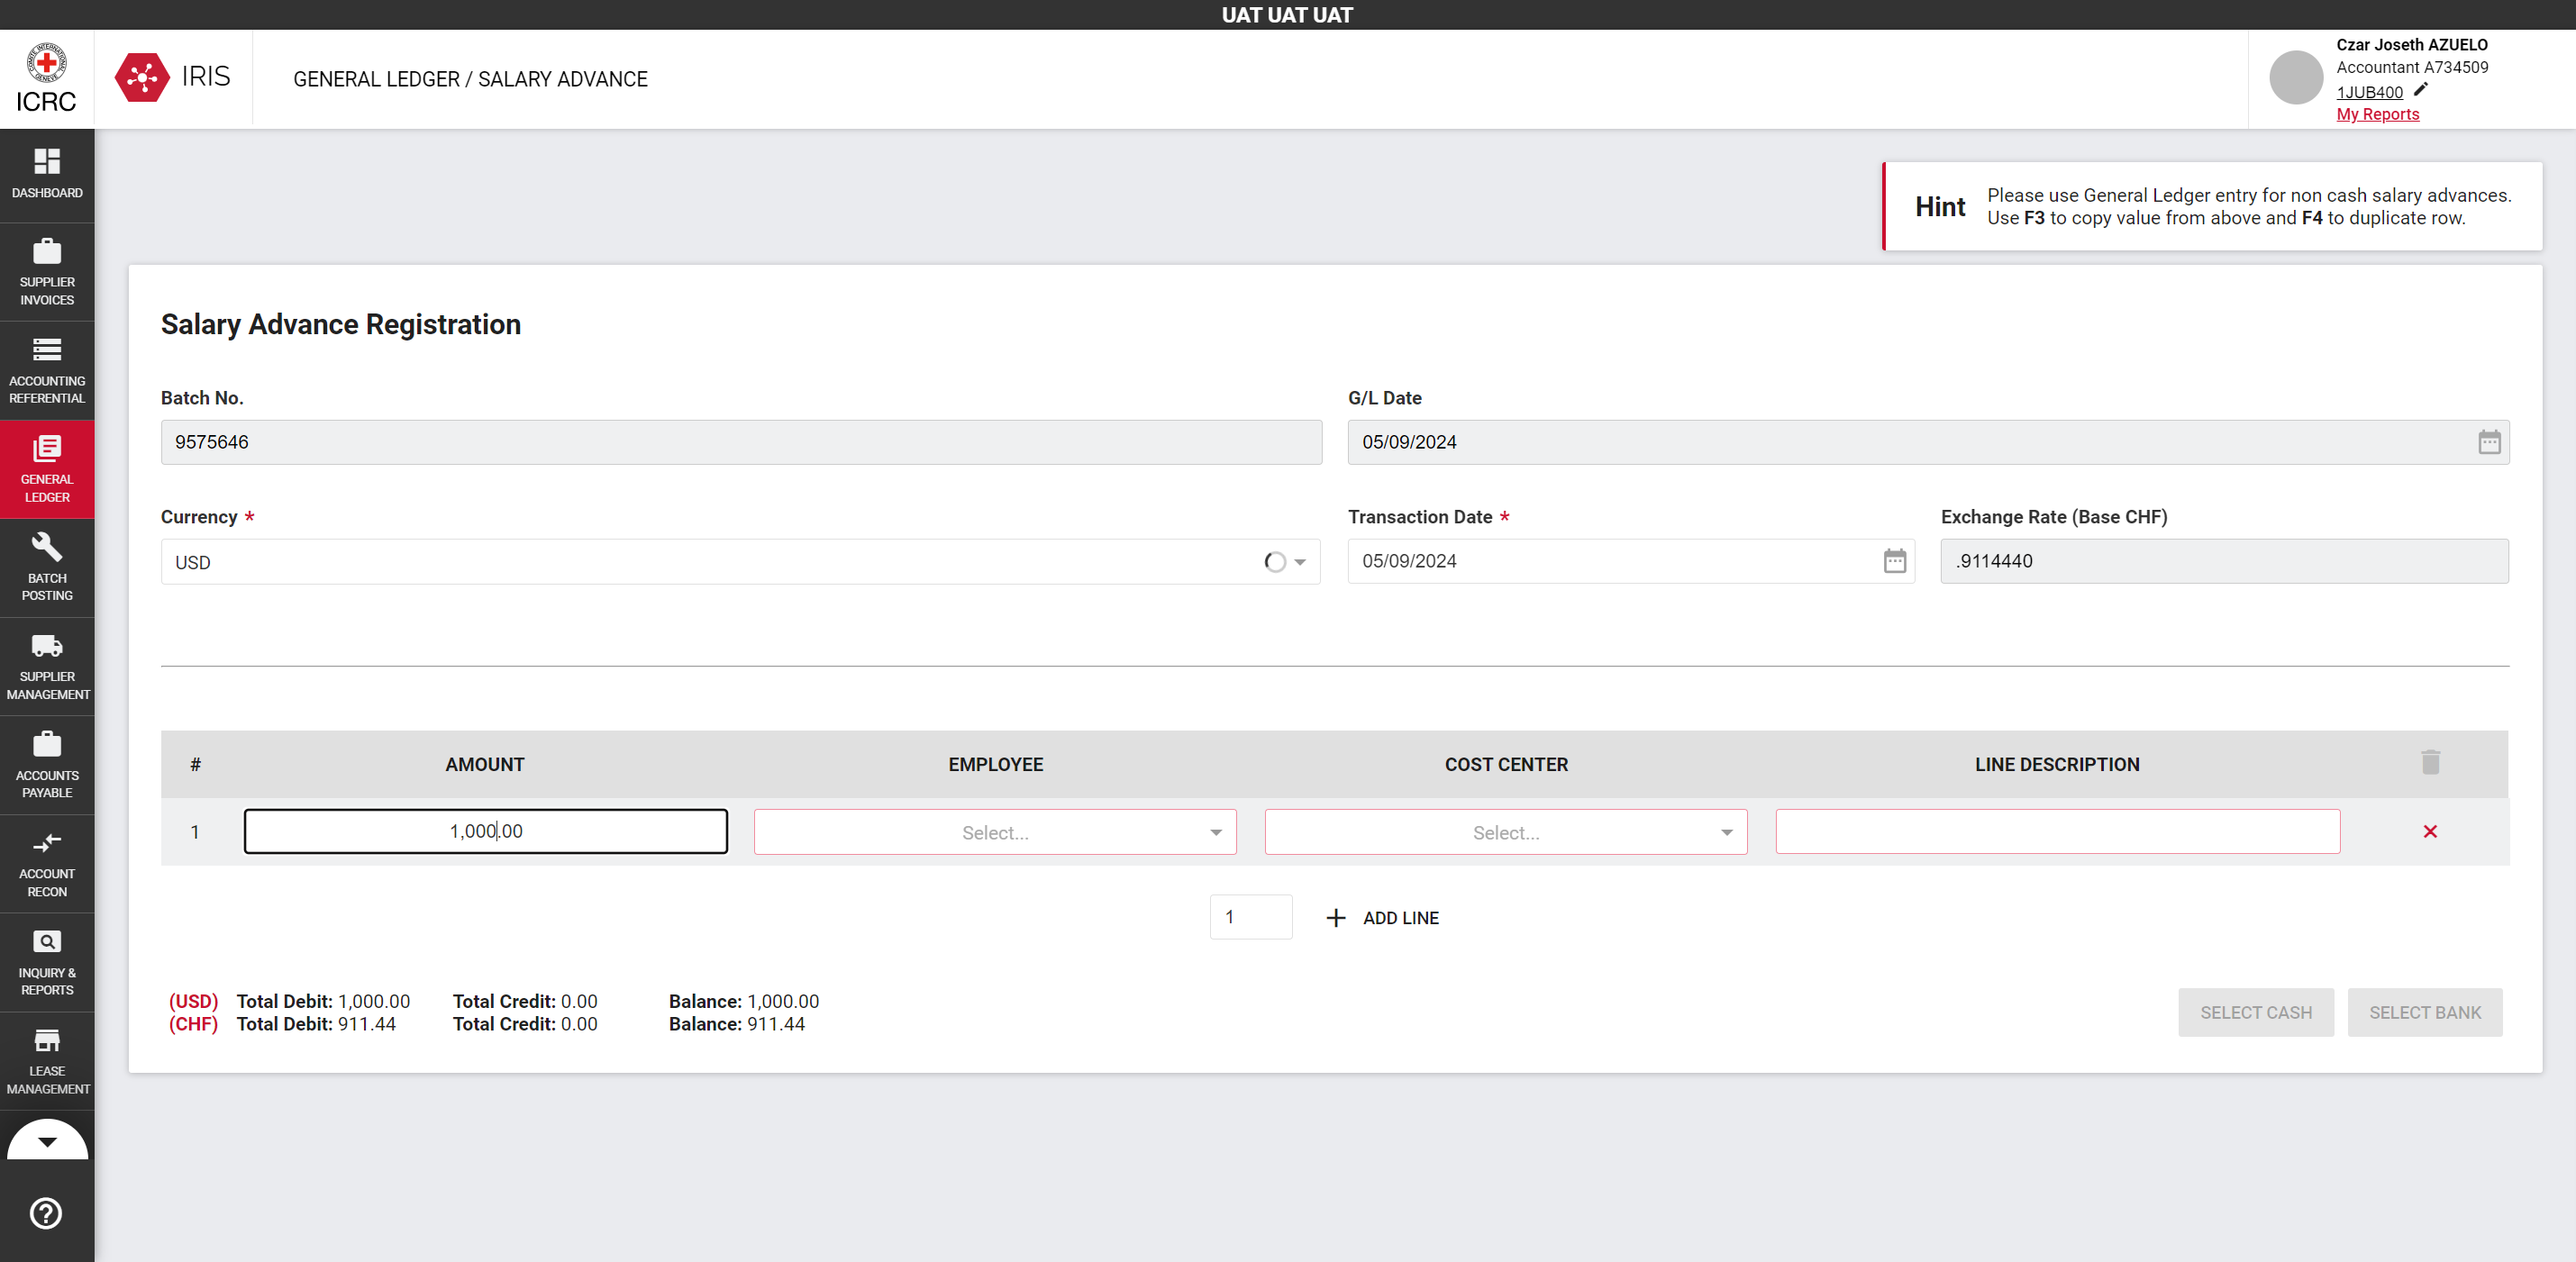 UAT UAT UAT
COMITE INTERNATIONAL GENEVE
ICRC
IRIS
GENERAL LEDGER / SALARY ADVANCE
Czar Joseth AZUELO
Accountant A734509
1JUB400
My Reports
DASHBOARD
SUPPLIER
INVOICES
ACCOUNTING
REFERENTIAL
GENERAL
LEDGER
BATCH
POSTING
SUPPLIER
MANAGEMENT
ACCOUNTS
PAYABLE
ACCOUNT
RECON
INQUIRY &
REPORTS
LEASE
MANAGEMENT
Hint
Please use General Ledger entry for non cash salary advances.
Use F3 to copy value from above and F4 to duplicate row.
Salary Advance Registration
Batch No.
G/L Date
9575646
05/09/2024
Currency *
Transaction Date *
Exchange Rate (Base CHF)
USD
05/09/2024
.9114440
# AMOUNT EMPLOYEE COST CENTER LINE DESCRIPTION
1 1,000.00 Select... Select...
1 ADD LINE
(USD) Total Debit: 1,000.00 Total Credit: 0.00 Balance: 1,000.00
(CHF) Total Debit: 911.44 Total Credit: 0.00 Balance: 911.44
SELECT CASH
SELECT BANK